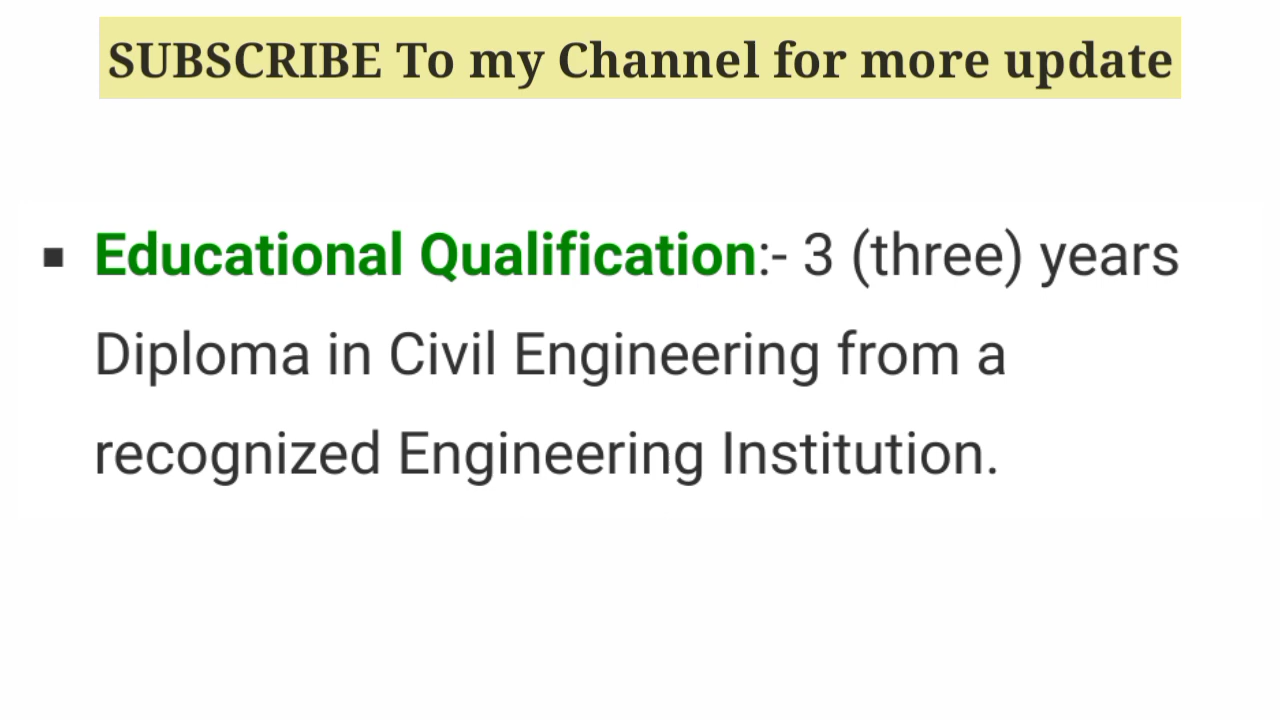 SUBSCRIBE To my Channel for more update
▪ Educational Qualification:- 3 (three) years
Diploma in Civil Engineering from a
recognized Engineering Institution.